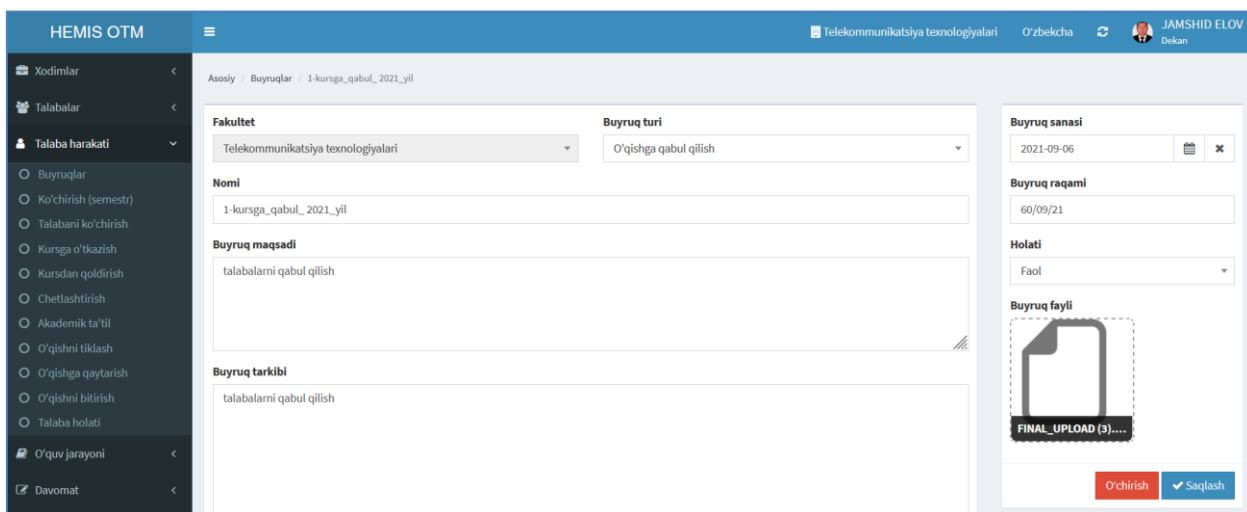 HEMIS OTM
Telekommunikatsiya texnologiyalari
O'zbekcha
JAMSHID ELOV
Dekan
Xodimlar
Talabalar
Talaba harakati
Buyruqlar
Ko'chirish (semestr)
Talabani ko'chirish
Kursga o'tkazish
Kursdan qoldirish
Chetlashtirish
Akademik ta'til
O'qishni tiklash
O'qishga qaytarish
O'qishni bitirish
Talaba holati
O'quv jarayoni
Davomat
Asosiy / Buyruqlar / 1-kursga_qabul_ 2021_yil
Fakultet
Telekommunikatsiya texnologiyalari
Buyruq turi
O'qishga qabul qilish
Nomi
1-kursga_qabul_ 2021_yil
Buyruq maqsadi
talabalarni qabul qilish
Buyruq tarkibi
talabalarni qabul qilish
Buyruq sanasi
2021-09-06
Buyruq raqami
60/09/21
Holati
Faol
Buyruq fayli
FINAL_UPLOAD (3)....
O'chirish
Saqlash